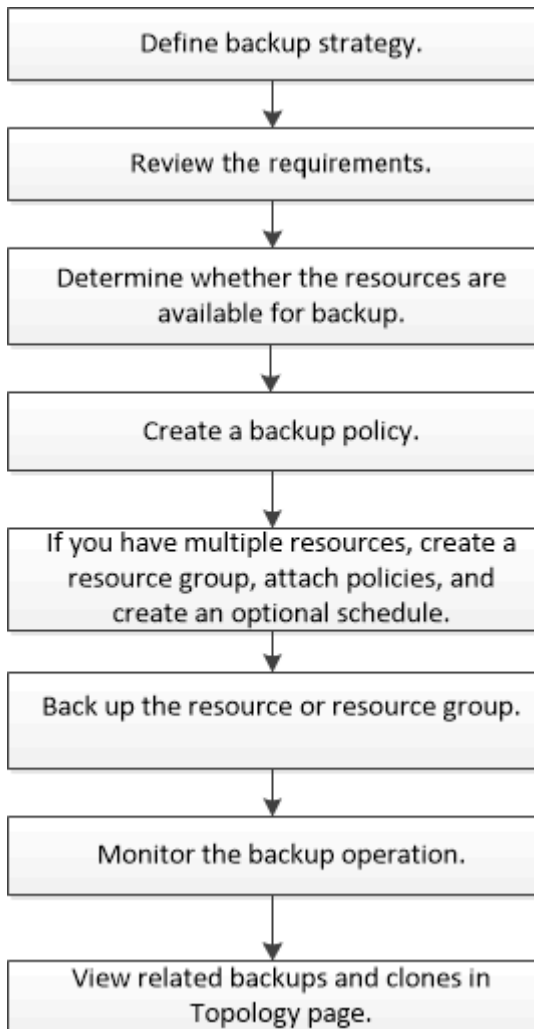 Define backup strategy.
Review the requirements.
Determine whether the resources are
available for backup.
Create a backup policy.
If you have multiple resources, create a
resource group, attach policies, and
create an optional schedule.
Back up the resource or resource group.
Monitor the backup operation.
View related backups and clones in
Topology page.